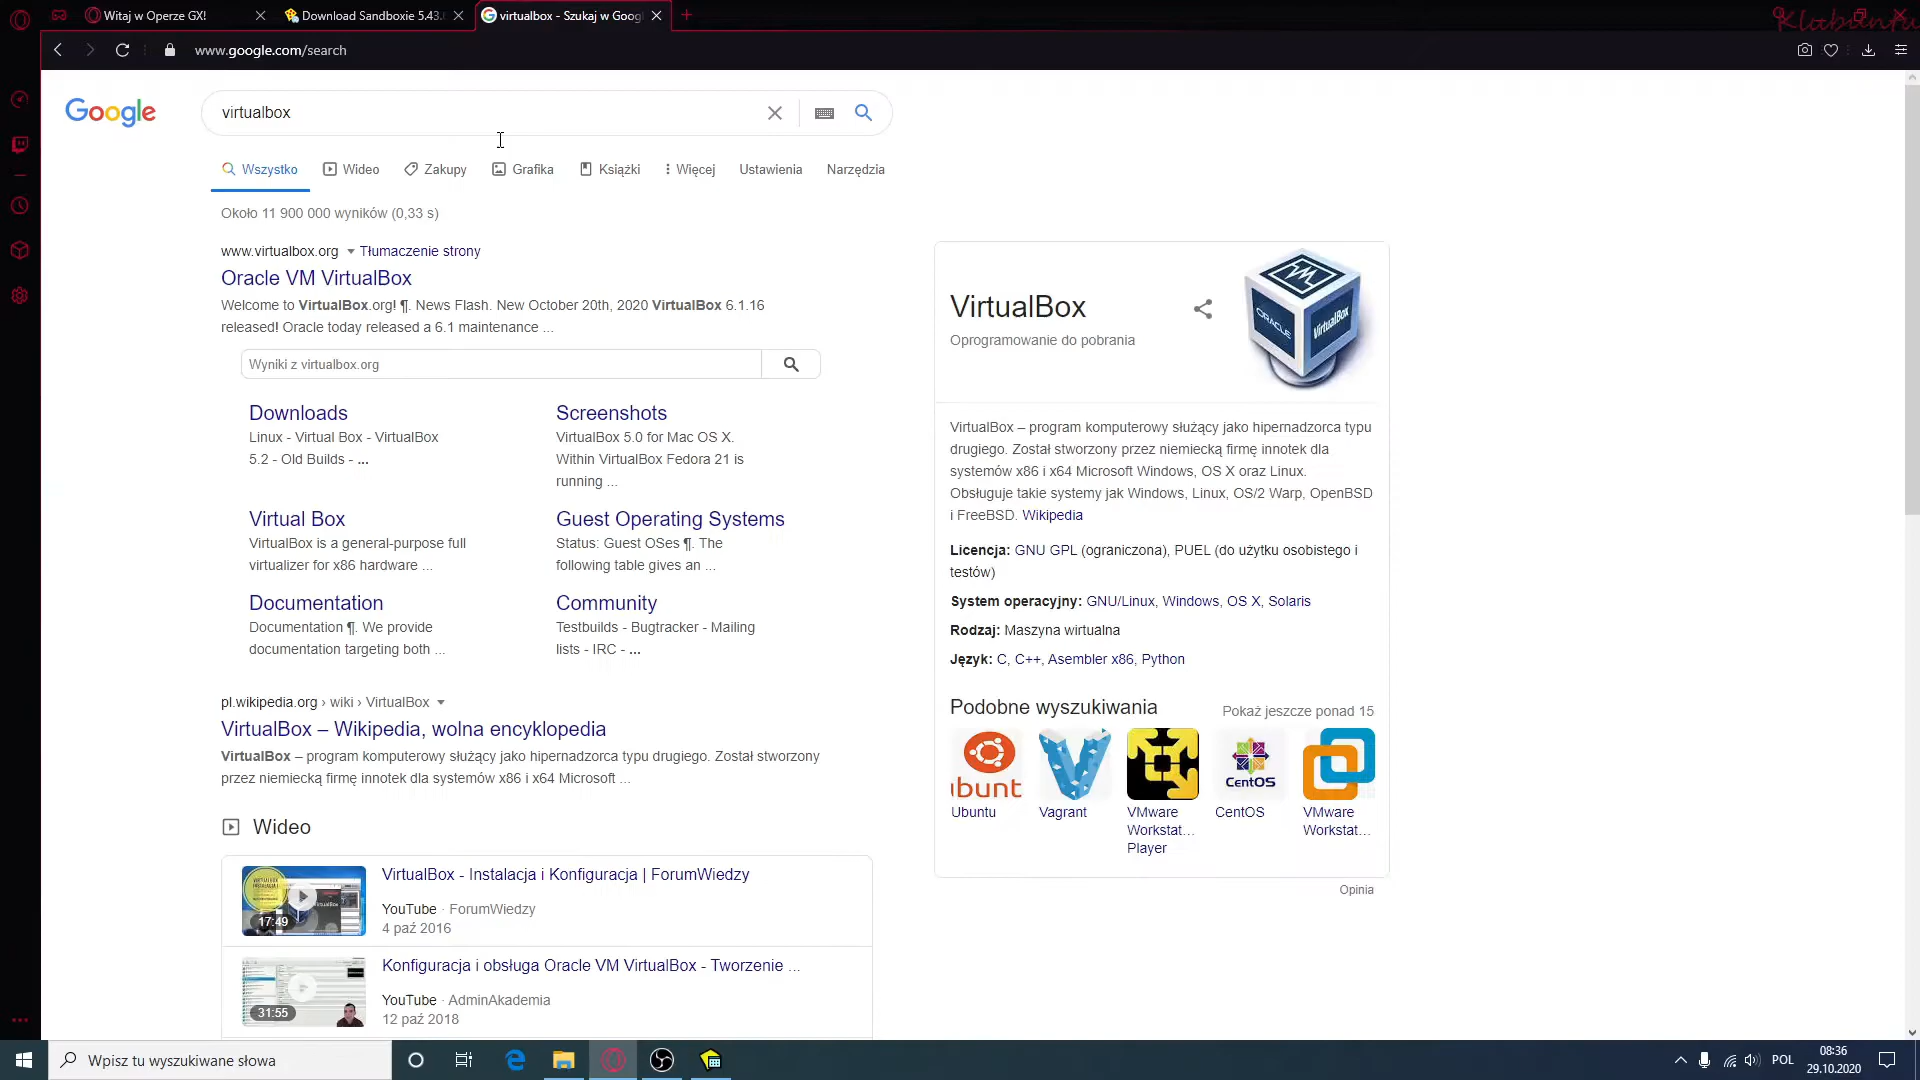 Witaj w Operze GX!
Download Sandboxie 5.43.
virtualbox - Szukaj w Goog
www.google.com/search
Google
virtualbox
Wszystko
Wideo
Zakupy
Grafika
Książki
Więcej
Ustawienia
Narzędzia
Około 11 900 000 wyników (0,33 s)
www.virtualbox.org
Tłumaczenie strony
Oracle VM VirtualBox
Welcome to VirtualBox.org! ¶. News Flash. New October 20th, 2020 VirtualBox 6.1.16
released! Oracle today released a 6.1 maintenance ...
Wyniki z virtualbox.org
Downloads
Linux - Virtual Box - VirtualBox
5.2 - Old Builds - ...
Screenshots
VirtualBox 5.0 for Mac OS X.
Within VirtualBox Fedora 21 is
running ...
Virtual Box
VirtualBox is a general-purpose full
virtualizer for x86 hardware ...
Guest Operating Systems
Status: Guest OSes ¶. The
following table gives an ...
Documentation
Documentation ¶. We provide
documentation targeting both ...
Community
Testbuilds - Bugtracker - Mailing
lists - IRC - ...
pl.wikipedia.org › wiki › VirtualBox
VirtualBox – Wikipedia, wolna encyklopedia
VirtualBox – program komputerowy służący jako hipernadzorca typu drugiego. Został stworzony
przez niemiecką firmę innotek dla systemów x86 i x64 Microsoft ...
Wideo
17:49
VirtualBox - Instalacja i Konfiguracja | ForumWiedzy
YouTube · ForumWiedzy
4 paź 2016
31:55
Konfiguracja i obsługa Oracle VM VirtualBox - Tworzenie ...
YouTube · AdminAkademia
12 paź 2018
VirtualBox
Oprogramowanie do pobrania
ORACLE
VirtualBox
VirtualBox – program komputerowy służący jako hipernadzorca typu
drugiego. Został stworzony przez niemiecką firmę innotek dla
systemów x86 i x64 Microsoft Windows, OS X oraz Linux.
Obsługuje takie systemy jak Windows, Linux, OS/2 Warp, OpenBSD
i FreeBSD. Wikipedia
Licencja: GNU GPL (ograniczona), PUEL (do użytku osobistego i
testów)
System operacyjny: GNU/Linux, Windows, OS X, Solaris
Rodzaj: Maszyna wirtualna
Język: C, C++, Asembler x86, Python
Podobne wyszukiwania
Pokaż jeszcze ponad 15
CentOS
Ubuntu
Vagrant
VMware
Workstat...
Player
CentOS
VMware
Workstat...
Opinia
Wpisz tu wyszukiwane słowa
POL
08:36
29.10.2020